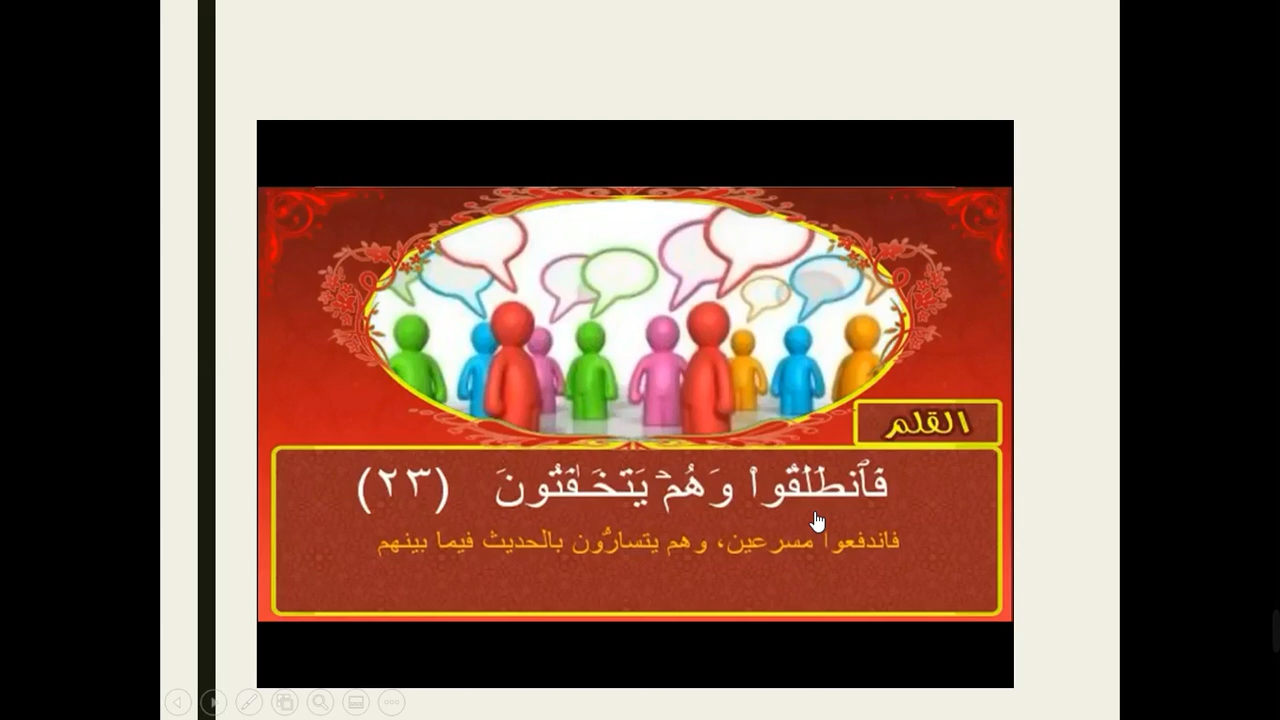 القلم
فَٱنطَلَقُوا۟ وَهُمۡ يَتَخَـٰفَتُونَ (٢٣)
فاندفعوا مسرعين، وهم يتسارُّون بالحديث فيما بينهم